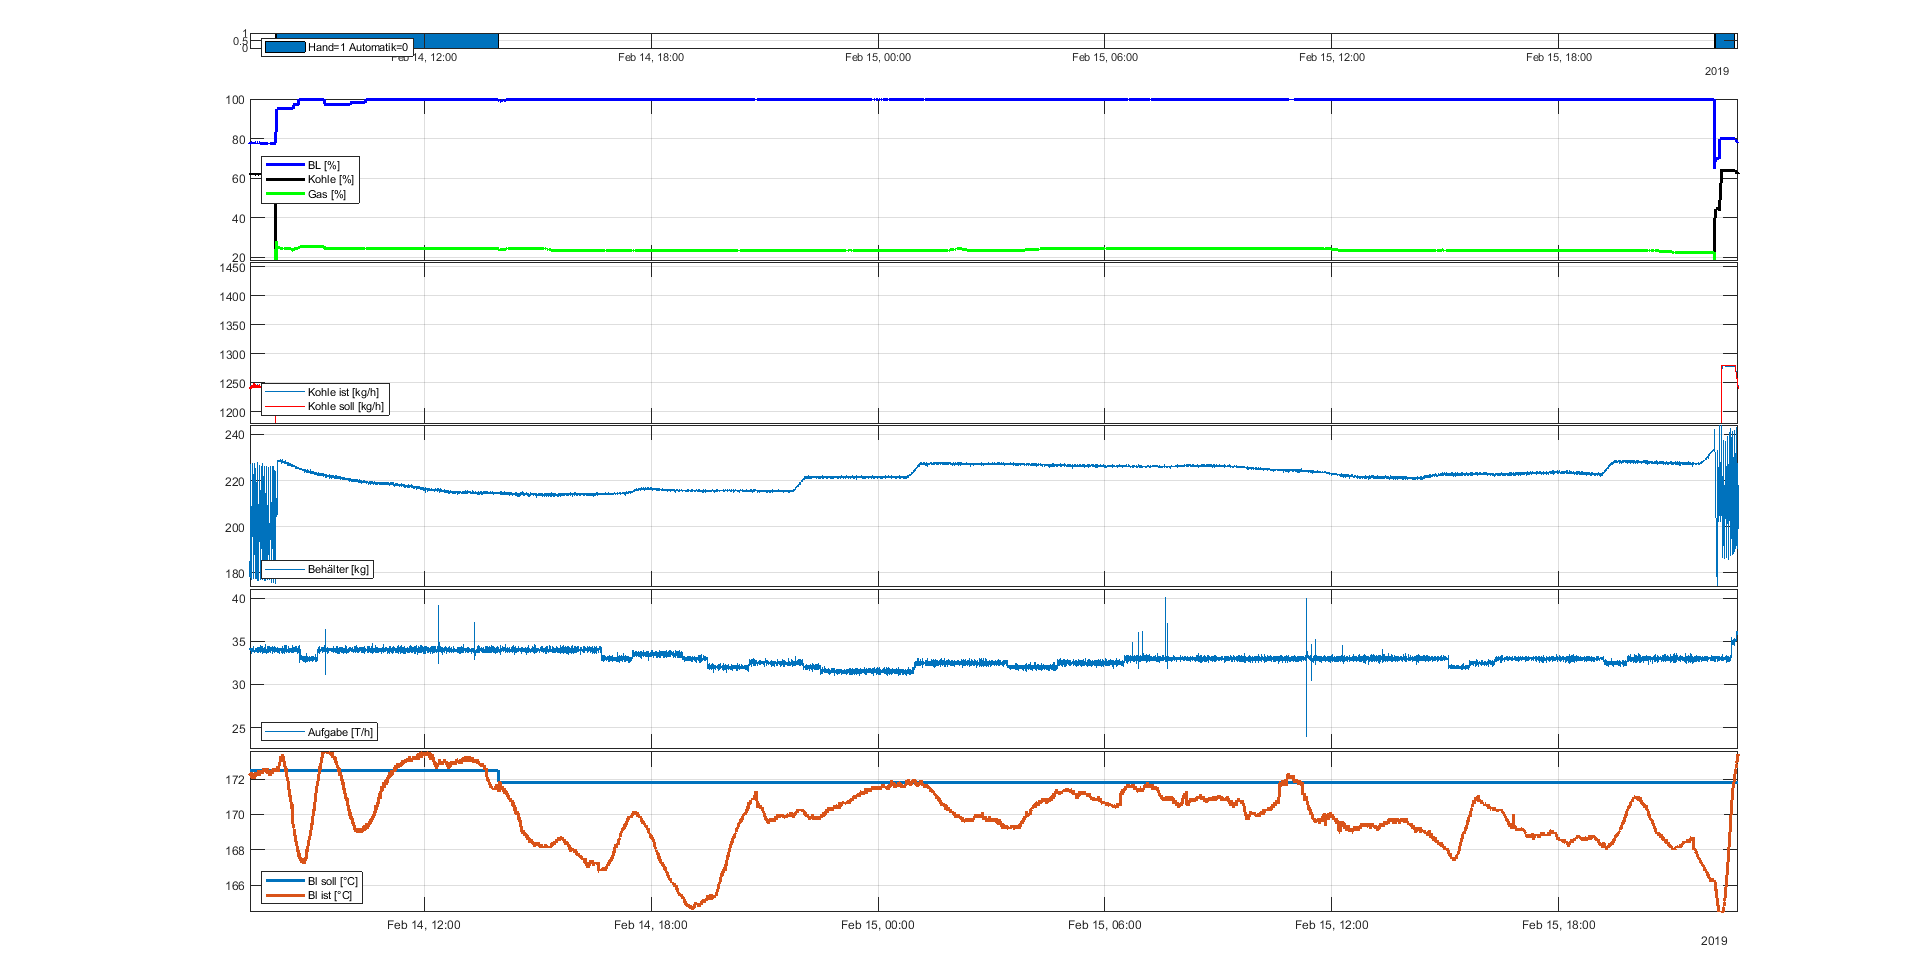 1
0.5
0
Hand=1 Automatik=0
Feb 14, 12:00 Feb 14, 18:00 Feb 15, 00:00 Feb 15, 06:00 Feb 15, 12:00 Feb 15, 18:00
2019
100
80
60
40
20
BL [%]
Kohle [%]
Gas [%]
1450
1400
1350
1300
1250
1200
Kohle ist [kg/h]
Kohle soll [kg/h]
240
220
200
180
Behälter [kg]
40
35
30
25
Aufgabe [T/h]
172
170
168
166
Bl soll [°C]
Bl ist [°C]
Feb 14, 12:00 Feb 14, 18:00 Feb 15, 00:00 Feb 15, 06:00 Feb 15, 12:00 Feb 15, 18:00
2019